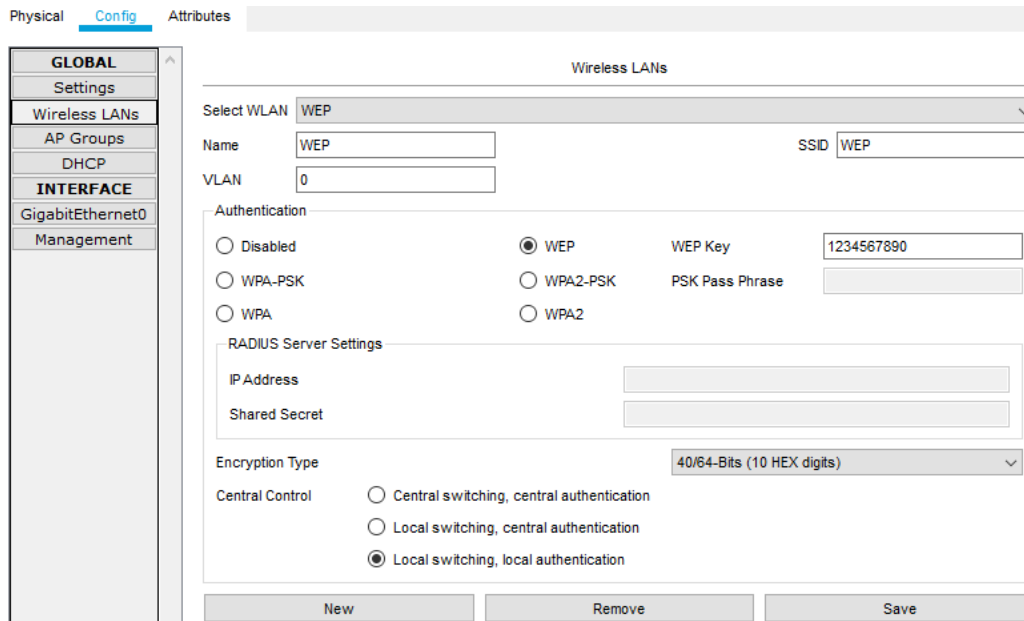 Physical Config Attributes
GLOBAL
Settings
Wireless LANs
AP Groups
DHCP
INTERFACE
GigabitEthernet0
Management
Wireless LANs
Select WLAN WEP
Name WEP SSID WEP
VLAN 0
Authentication
Disabled WEP WEP Key 1234567890
WPA-PSK WPA2-PSK PSK Pass Phrase
WPA WPA2
RADIUS Server Settings
IP Address
Shared Secret
Encryption Type 40/64-Bits (10 HEX digits)
Central Control Central switching, central authentication
Local switching, central authentication
Local switching, local authentication
New Remove Save